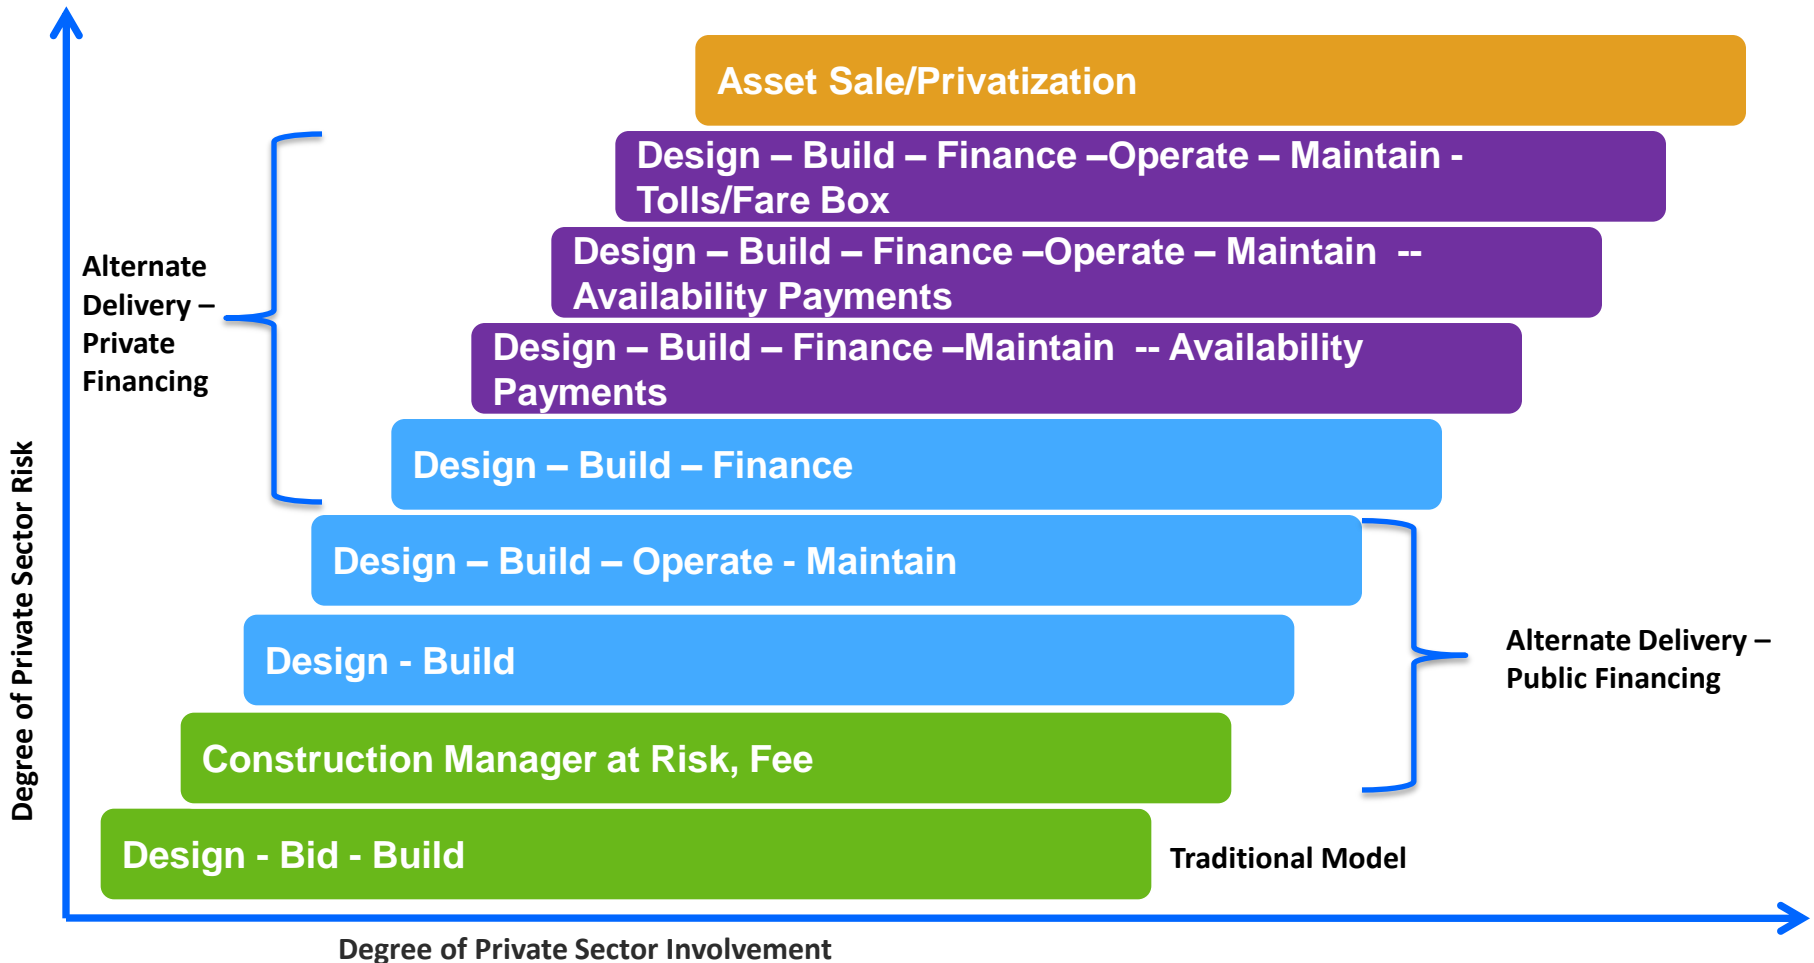 Asset Sale/Privatization
Design – Build – Finance –Operate – Maintain -
Tolls/Fare Box
Design – Build – Finance –Operate – Maintain  --
Availability Payments
Design – Build – Finance –Maintain  -- Availability
Payments
Design – Build – Finance
Design – Build – Operate - Maintain
Design - Build
Construction Manager at Risk, Fee
Design - Bid - Build
Alternate
Delivery –
Private
Financing
Alternate Delivery –
Public Financing
Traditional Model
Degree of Private Sector Risk
Degree of Private Sector Involvement